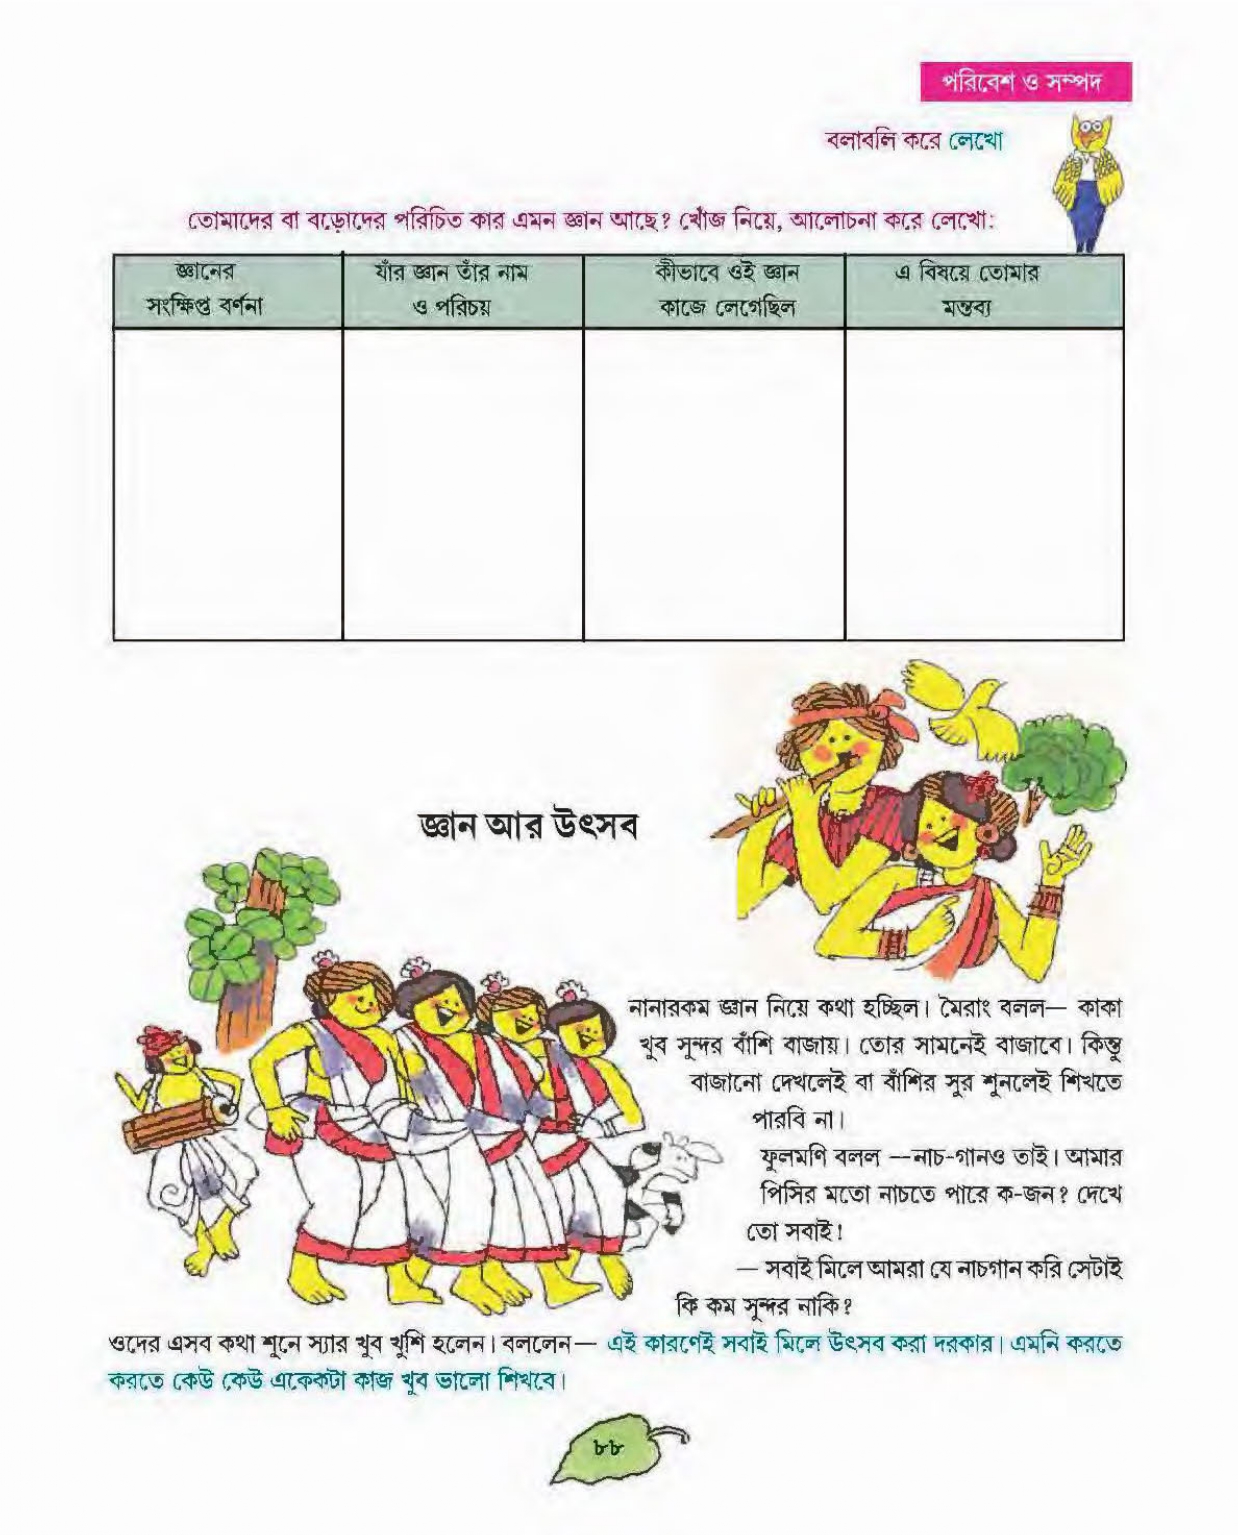 পরিবেশ ও সম্পদ
বলাবলি করে লেখো
তোমাদের বা বড়োদের পরিচিত কার এমন জ্ঞান আছে? খোঁজ নিয়ে, আলোচনা করে লেখো:
জ্ঞানের
সংক্ষিপ্ত বর্ণনা
যাঁর জ্ঞান তাঁর নাম
ও পরিচয়
কীভাবে ওই জ্ঞান
কাজে লেগেছিল
এ বিষয়ে তোমার
মন্তব্য
জ্ঞান আর উৎসব
নানারকম জ্ঞান নিয়ে কথা হচ্ছিল। মৈরাং বলল— কাকা
খুব সুন্দর বাঁশি বাজায়। তোর সামনেই বাজাবে। কিন্তু
বাজানো দেখলেই বা বাঁশির সুর শুনলেই শিখতে
পারবি না।
ফুলমণি বলল —নাচ-গানও তাই। আমার
পিসির মতো নাচতে পারে ক-জন? দেখে
তো সবাই!
— সবাই মিলে আমরা যে নাচগান করি সেটাই
কি কম সুন্দর নাকি?
ওদের এসব কথা শুনে স্যার খুব খুশি হলেন। বললেন— এই কারণেই সবাই মিলে উৎসব করা দরকার। এমনি করতে
করতে কেউ কেউ একেকটা কাজ খুব ভালো শিখবে।
৮৮